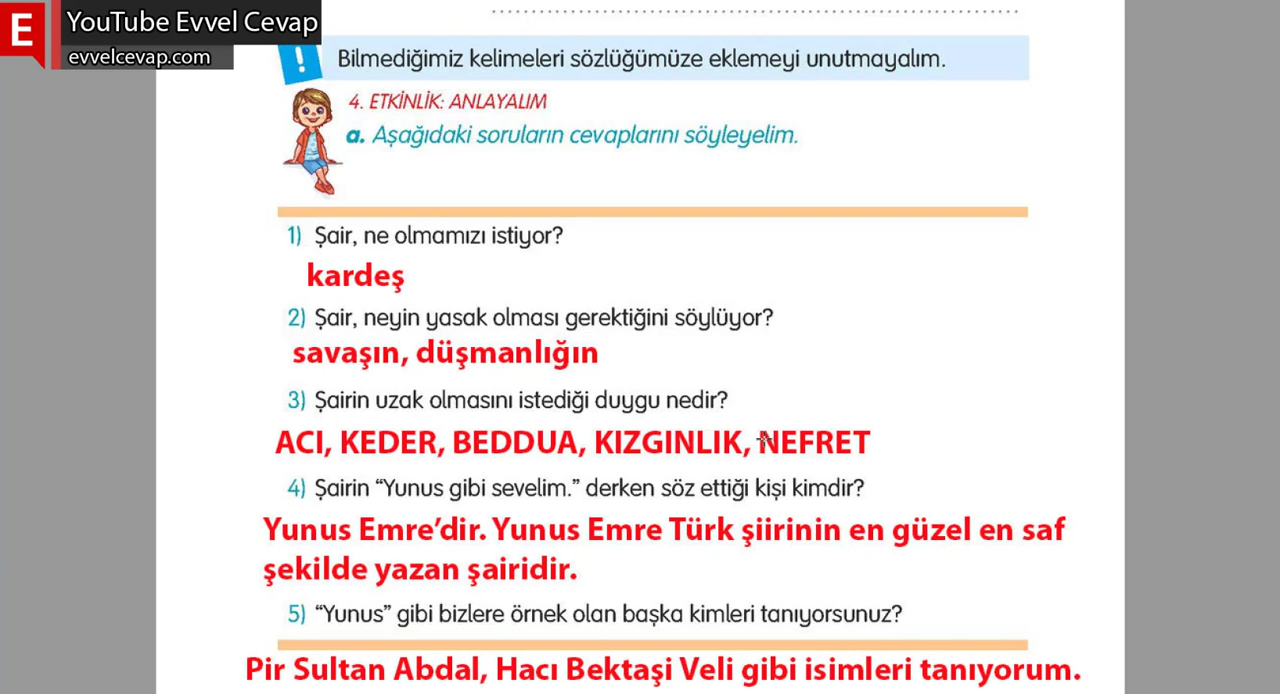 E
YouTube Evvel Cevap
evvelcevap.com
! Bilmediğimiz kelimeleri sözlüğümüze eklemeyi unutmayalım.
4. ETKİNLİK: ANLAYALIM
a. Aşağıdaki soruların cevaplarını söyleyelim.
1) Şair, ne olmamızı istiyor?
kardeş
2) Şair, neyin yasak olması gerektiğini söylüyor?
savaşın, düşmanlığın
3) Şairin uzak olmasını istediği duygu nedir?
ACI, KEDER, BEDDUA, KIZGINLIK, NEFRET
4) Şairin “Yunus gibi sevelim.” derken söz ettiği kişi kimdir?
Yunus Emre’dir. Yunus Emre Türk şiirinin en güzel en saf
şekilde yazan şairidir.
5) “Yunus” gibi bizlere örnek olan başka kimleri tanıyorsunuz?
Pir Sultan Abdal, Hacı Bektaşi Veli gibi isimleri tanıyorum.